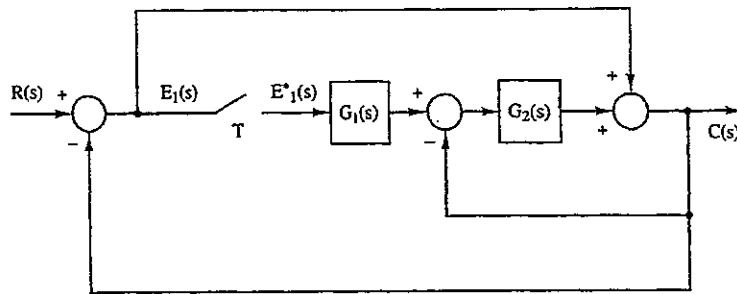 R(s)
+
−
E₁(s)
T
E*₁(s)
G₁(s)
+
−
G₂(s)
+
+
C(s)